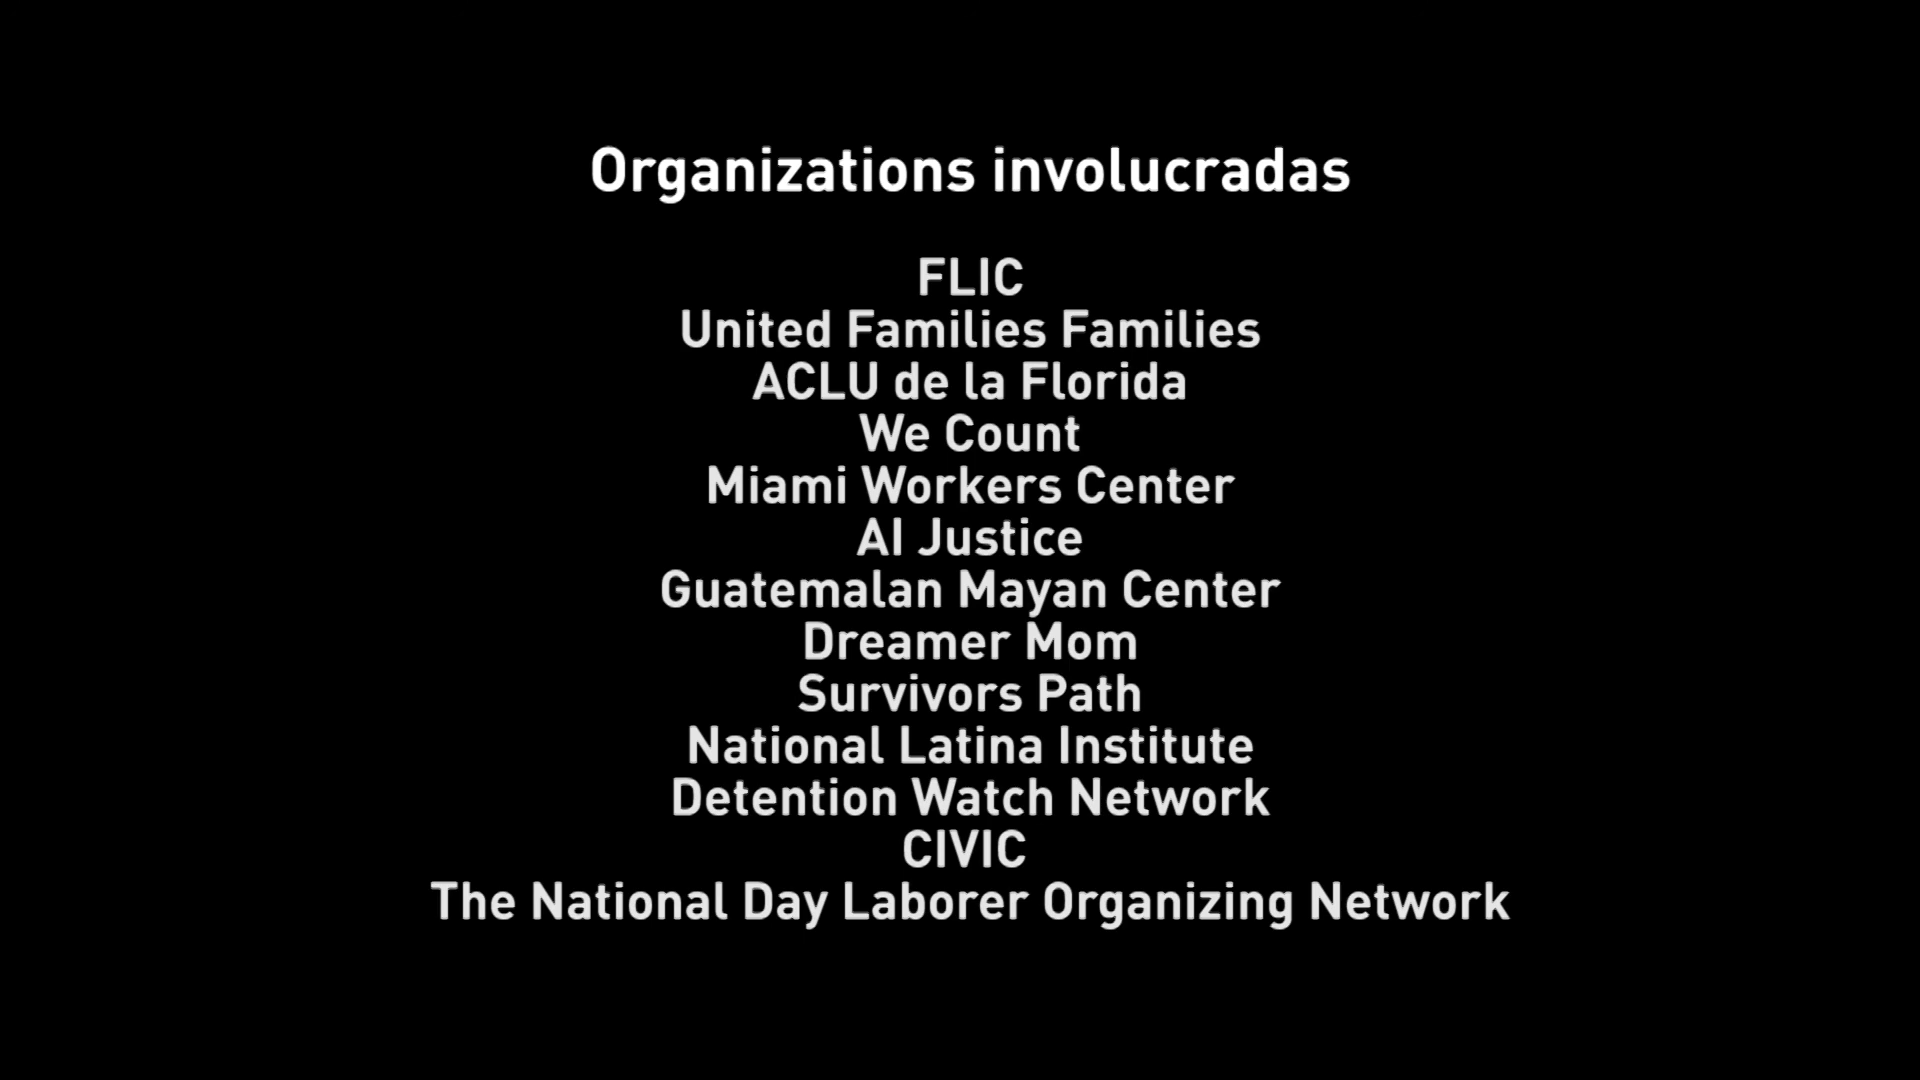 Organizations involucradas
FLIC
United Families Families
ACLU de la Florida
We Count
Miami Workers Center
AI Justice
Guatemalan Mayan Center
Dreamer Mom
Survivors Path
National Latina Institute
Detention Watch Network
CIVIC
The National Day Laborer Organizing Network